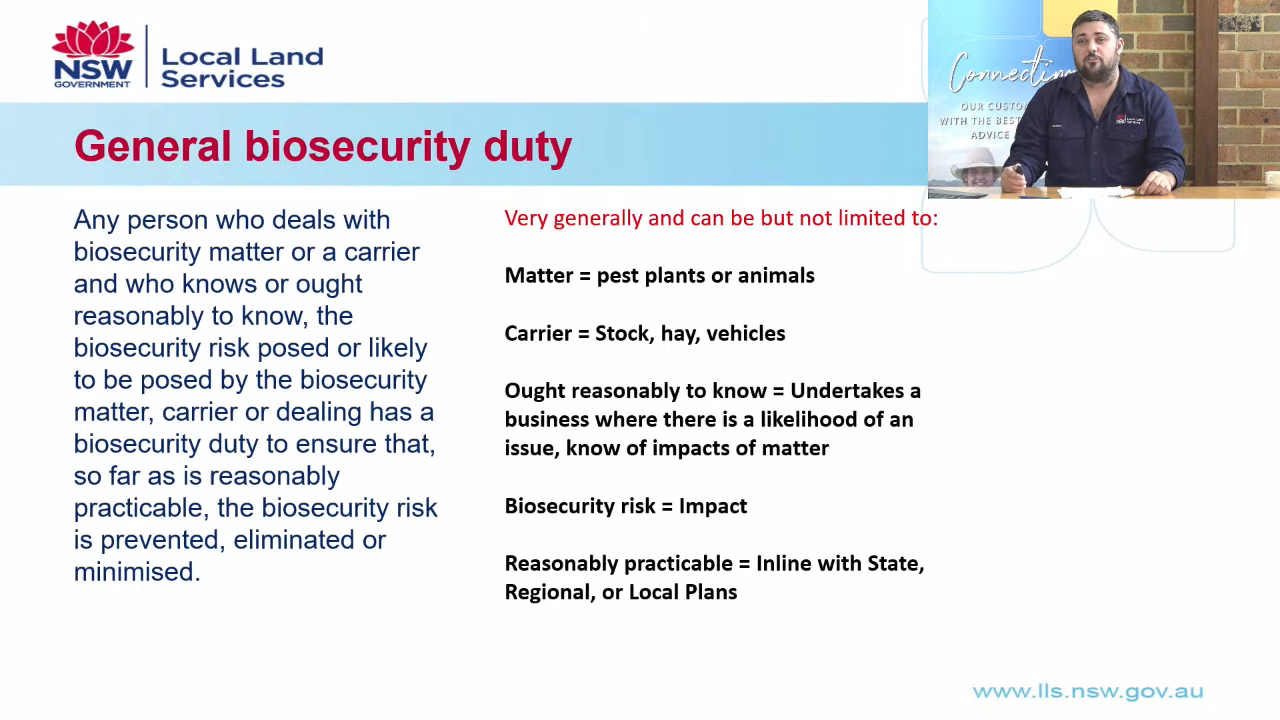 NSW
GOVERNMENT
Local Land
Services
General biosecurity duty
Any person who deals with
biosecurity matter or a carrier
and who knows or ought
reasonably to know, the
biosecurity risk posed or likely
to be posed by the biosecurity
matter, carrier or dealing has a
biosecurity duty to ensure that,
so far as is reasonably
practicable, the biosecurity risk
is prevented, eliminated or
minimised.
Very generally and can be but not limited to:
Matter = pest plants or animals
Carrier = Stock, hay, vehicles
Ought reasonably to know = Undertakes a
business where there is a likelihood of an
issue, know of impacts of matter
Biosecurity risk = Impact
Reasonably practicable = Inline with State,
Regional, or Local Plans
OUR
WITH THE
ADVICE
www.lls.nsw.gov.au